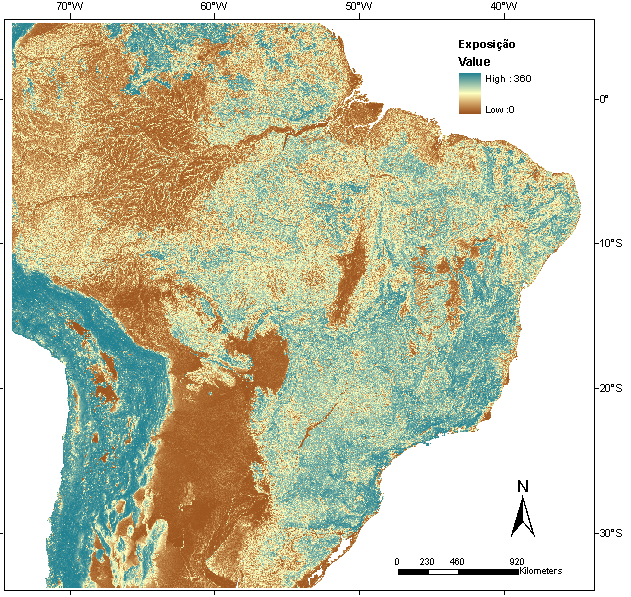 70°W 60°W 50°W 40°W
Exposição
Value
High : 360
Low : 0
0°
10°S
20°S
30°S
N
0 230 460 920
Kilometers